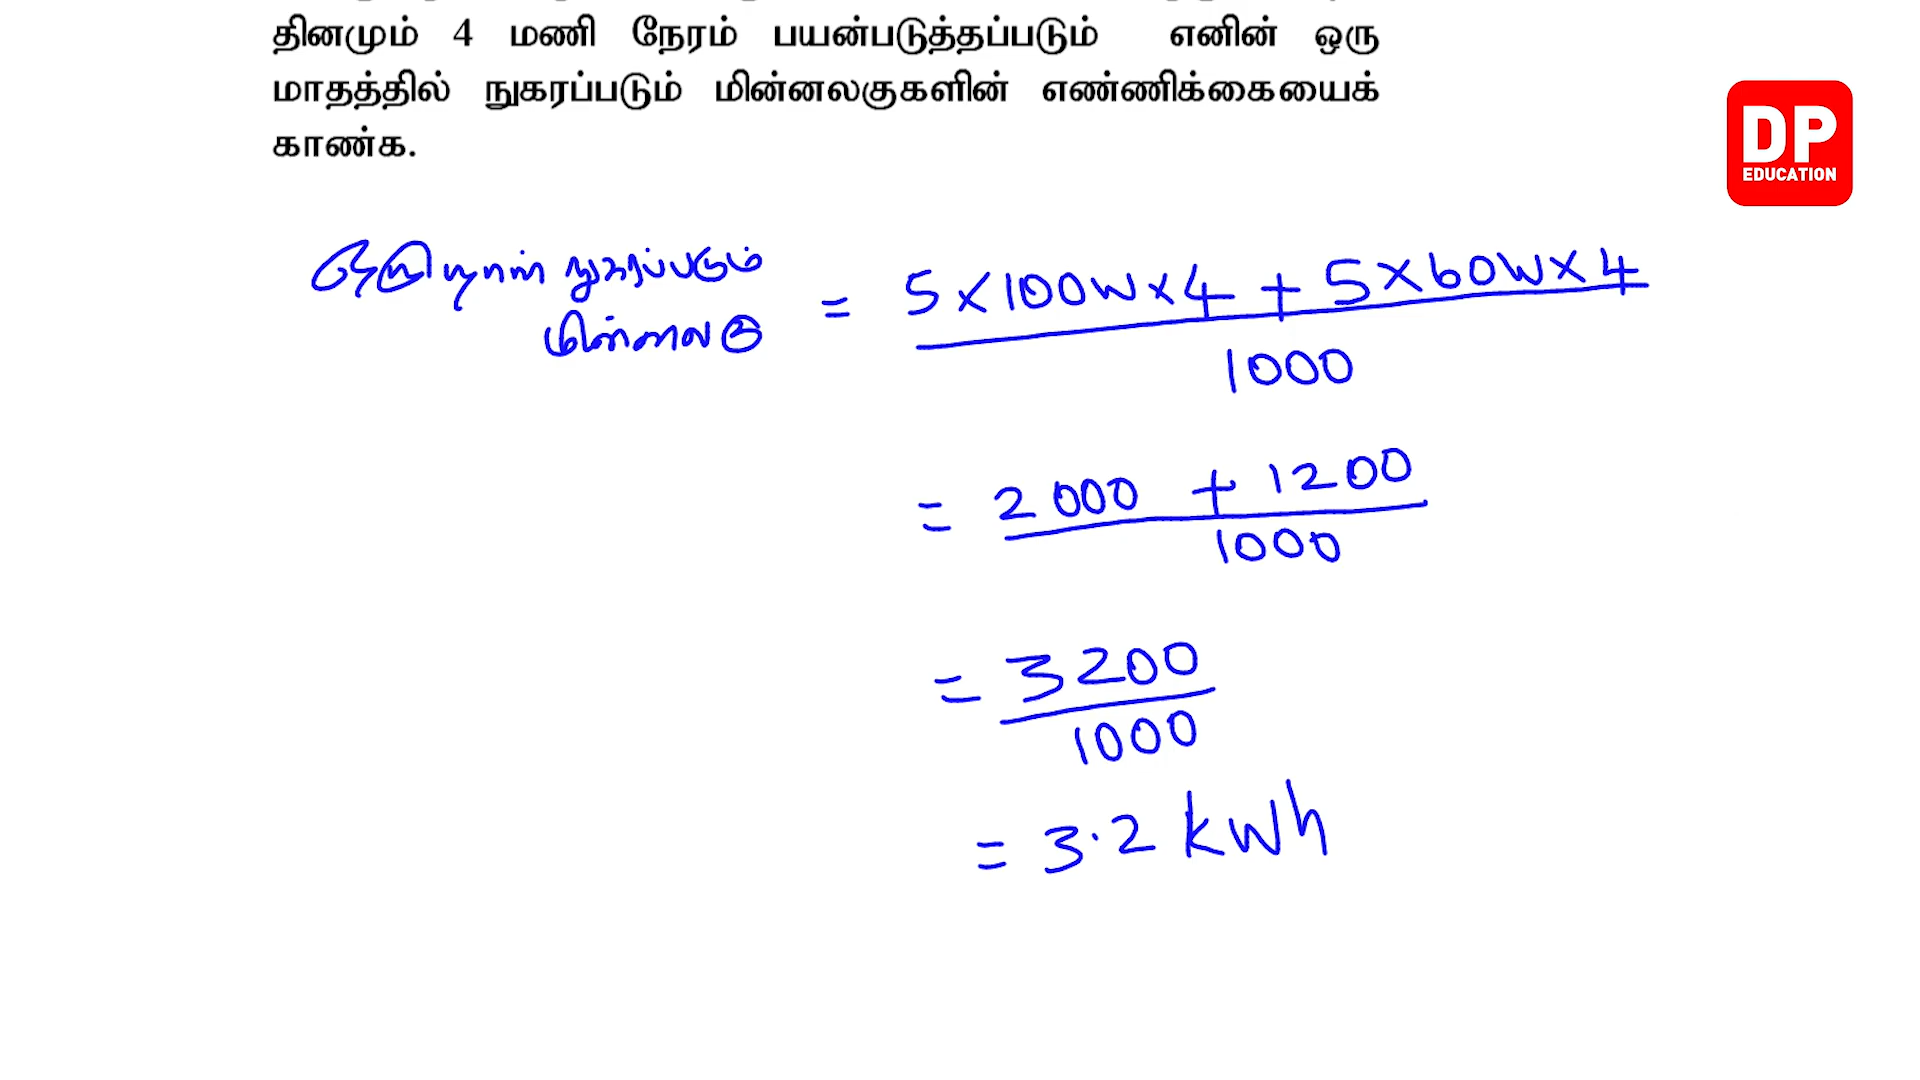 தினமும் 4 மணி நேரம் பயன்படுத்தப்படும் எனின் ஒரு
மாதத்தில் நுகரப்படும் மின்னலகுகளின் எண்ணிக்கையைக்
காண்க.
DP
EDUCATION
நுகரப்படும்
மின்னலகு
= 5 × 100W × 4 + 5 × 60W × 4
1000
= 2000 + 1200
1000
= 3200
1000
= 3.2 kWh